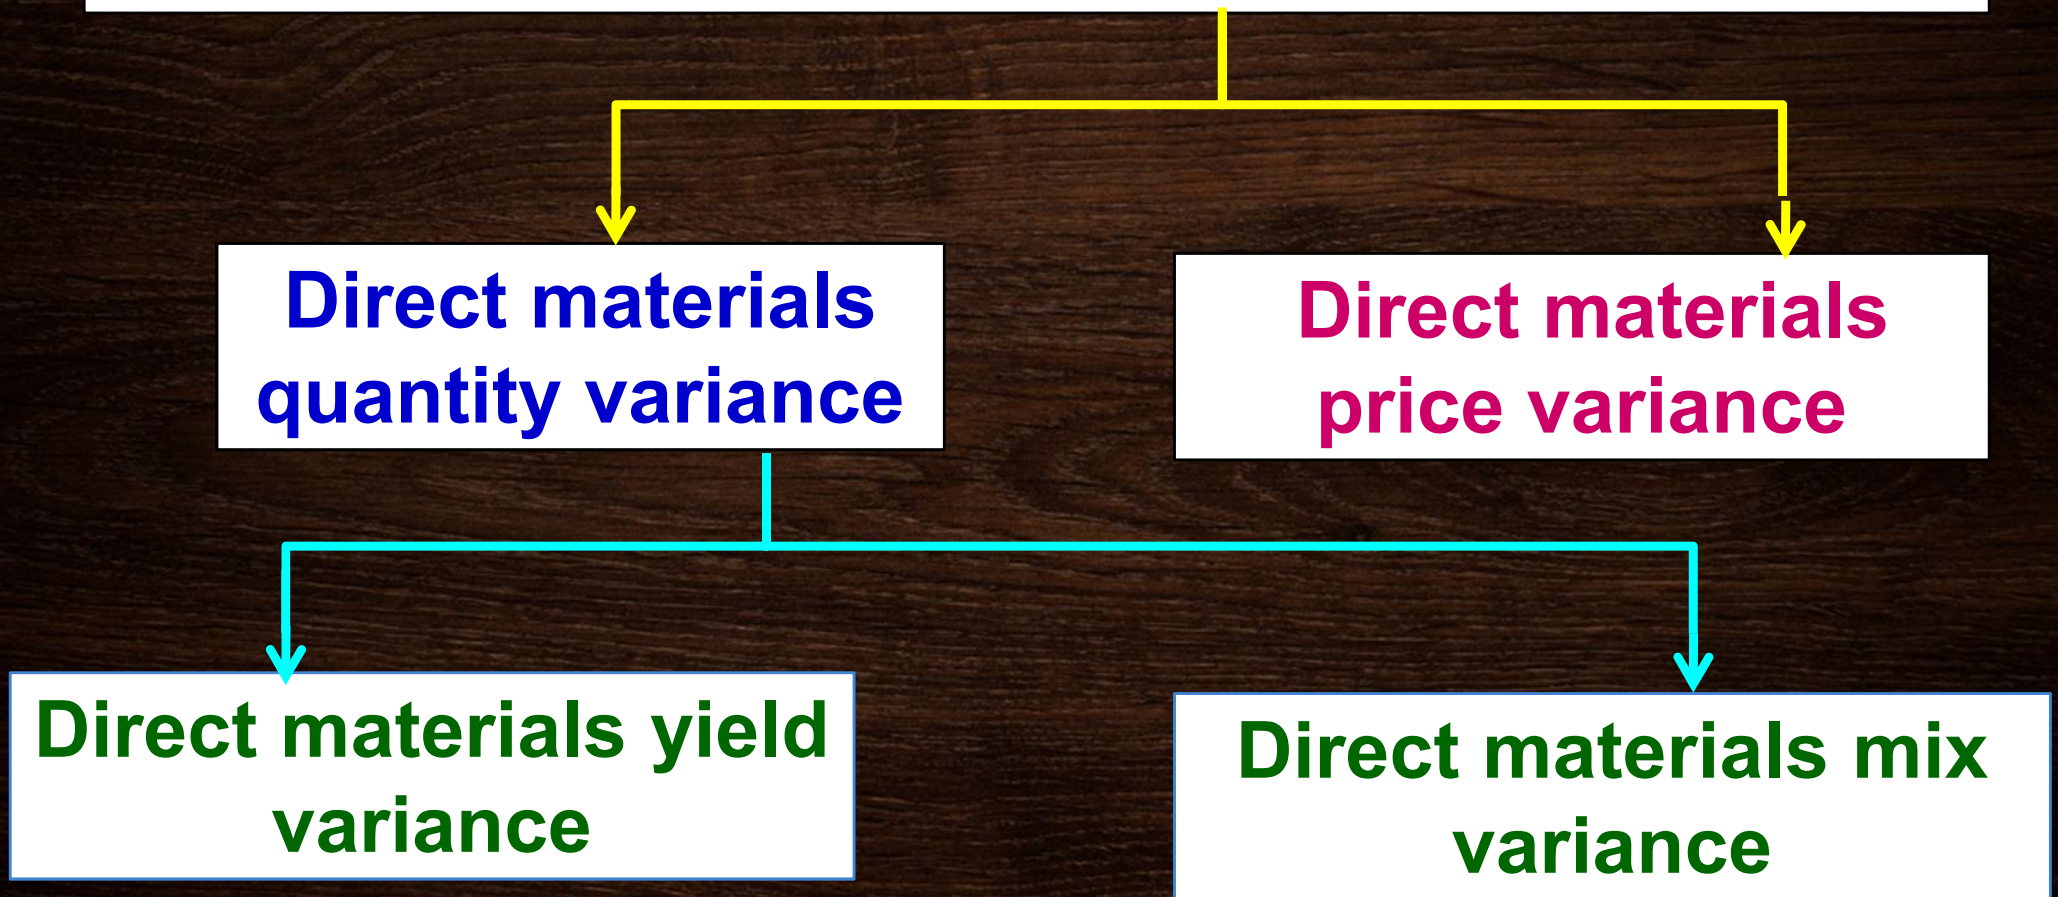 Direct materials
quantity variance
Direct materials
price variance
Direct materials yield
variance
Direct materials mix
variance